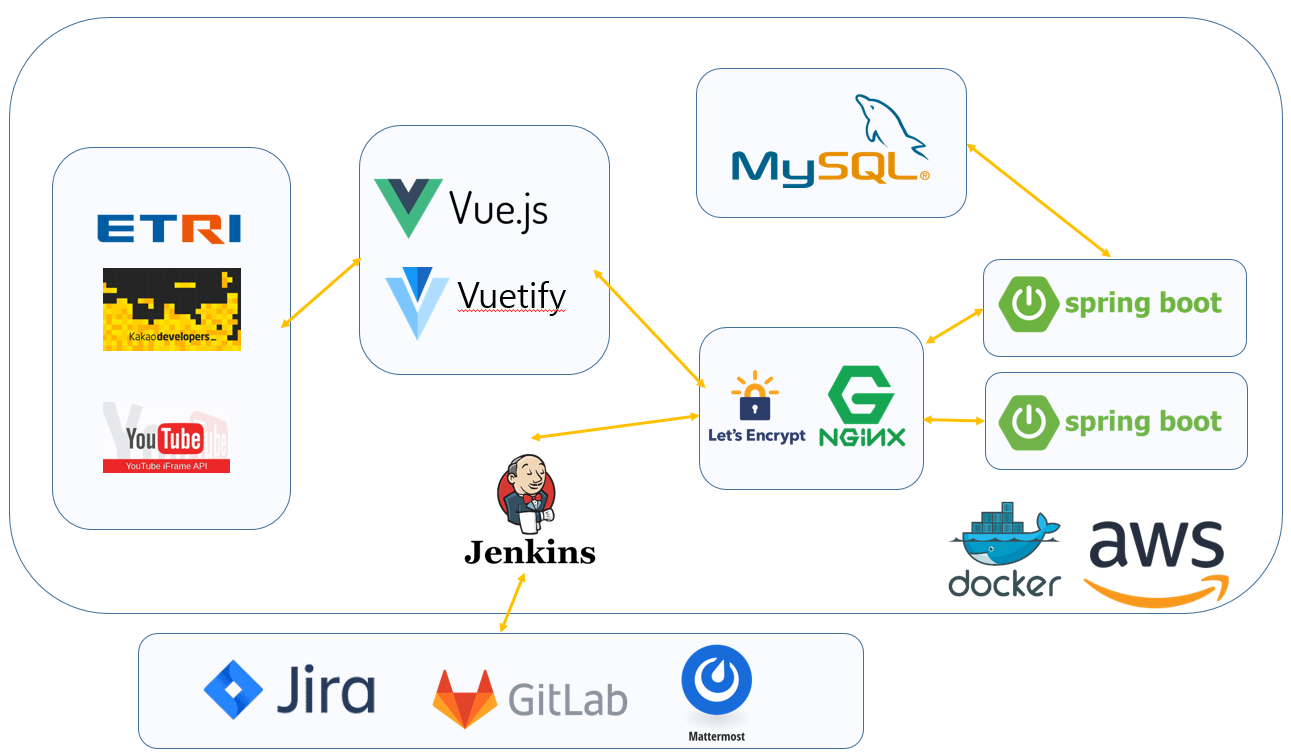 ETRI
Kakaodevelopers_
YouTube
YouTube iFrame API
Vue.js
Vuetify
MySQL®
Let's Encrypt
NGINX
spring boot
spring boot
Jenkins
docker
aws
Jira
GitLab
Mattermost